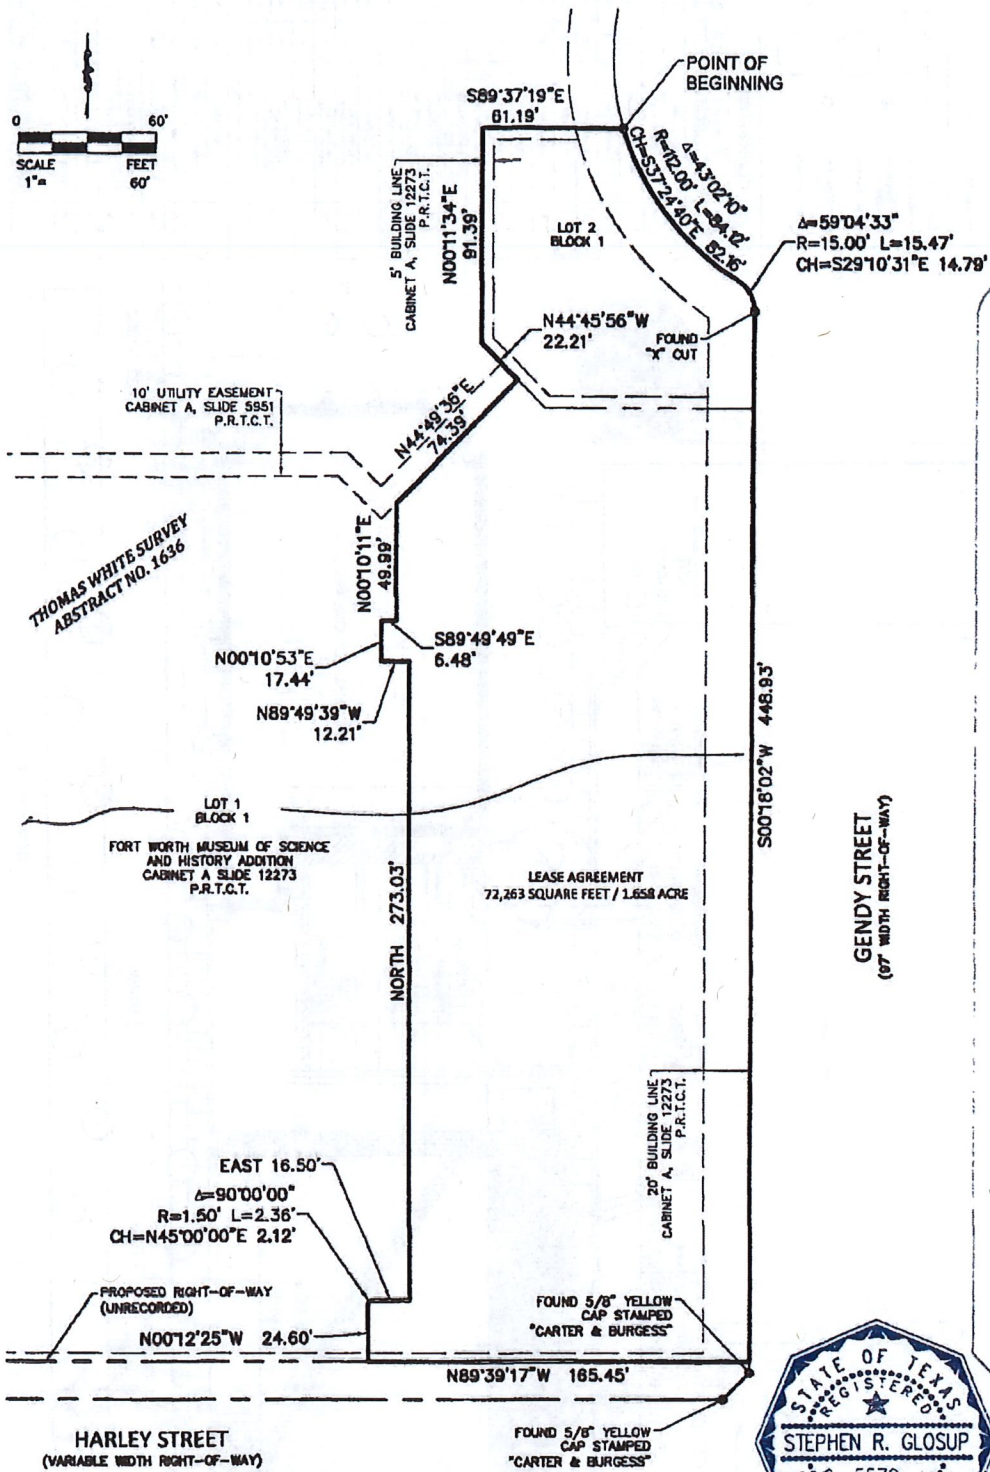 0 60'
SCALE FEET
1"= 60'
POINT OF
BEGINNING
S89°37'19"E
61.19'
Δ=43°02'10"
R=112.00' L=84.12'
CH=S37°24'40"E 82.16'
5' BUILDING LINE
CABINET A, SLIDE 12273
P.R.T.C.T.
N00°11'34"E
91.39'
LOT 2
BLOCK 1
Δ=59°04'33"
R=15.00' L=15.47'
CH=S29°10'31"E 14.79'
N44°45'56"W
22.21'
FOUND
"X" CUT
10' UTILITY EASEMENT
CABINET A, SLIDE 5951
P.R.T.C.T.
N44°49'36"E
74.39'
THOMAS WHITE SURVEY
ABSTRACT NO. 1636
N00°10'11"E
49.99'
S89°49'49"E
6.48'
N00°10'53"E
17.44'
N89°49'39"W
12.21'
S00°16'02"W 448.93'
LOT 1
BLOCK 1
FORT WORTH MUSEUM OF SCIENCE
AND HISTORY ADDITION
CABINET A SLIDE 12273
P.R.T.C.T.
NORTH 273.03'
LEASE AGREEMENT
72,263 SQUARE FEET / 1.658 ACRE
GENDY STREET
(97' WIDTH RIGHT-OF-WAY)
20' BUILDING LINE
CABINET A, SLIDE 12273
P.R.T.C.T.
EAST 16.50'
Δ=90°00'00"
R=1.50' L=2.36'
CH=N45°00'00"E 2.12'
PROPOSED RIGHT-OF-WAY
(UNRECORDED)
N00°12'25"W 24.60'
FOUND 5/8" YELLOW
CAP STAMPED
"CARTER & BURGESS"
N89°39'17"W 165.45'
FOUND 5/8" YELLOW
CAP STAMPED
"CARTER & BURGESS"
HARLEY STREET
(VARIABLE WIDTH RIGHT-OF-WAY)
STATE OF TEXAS
REGISTERED
STEPHEN R. GLOSUP